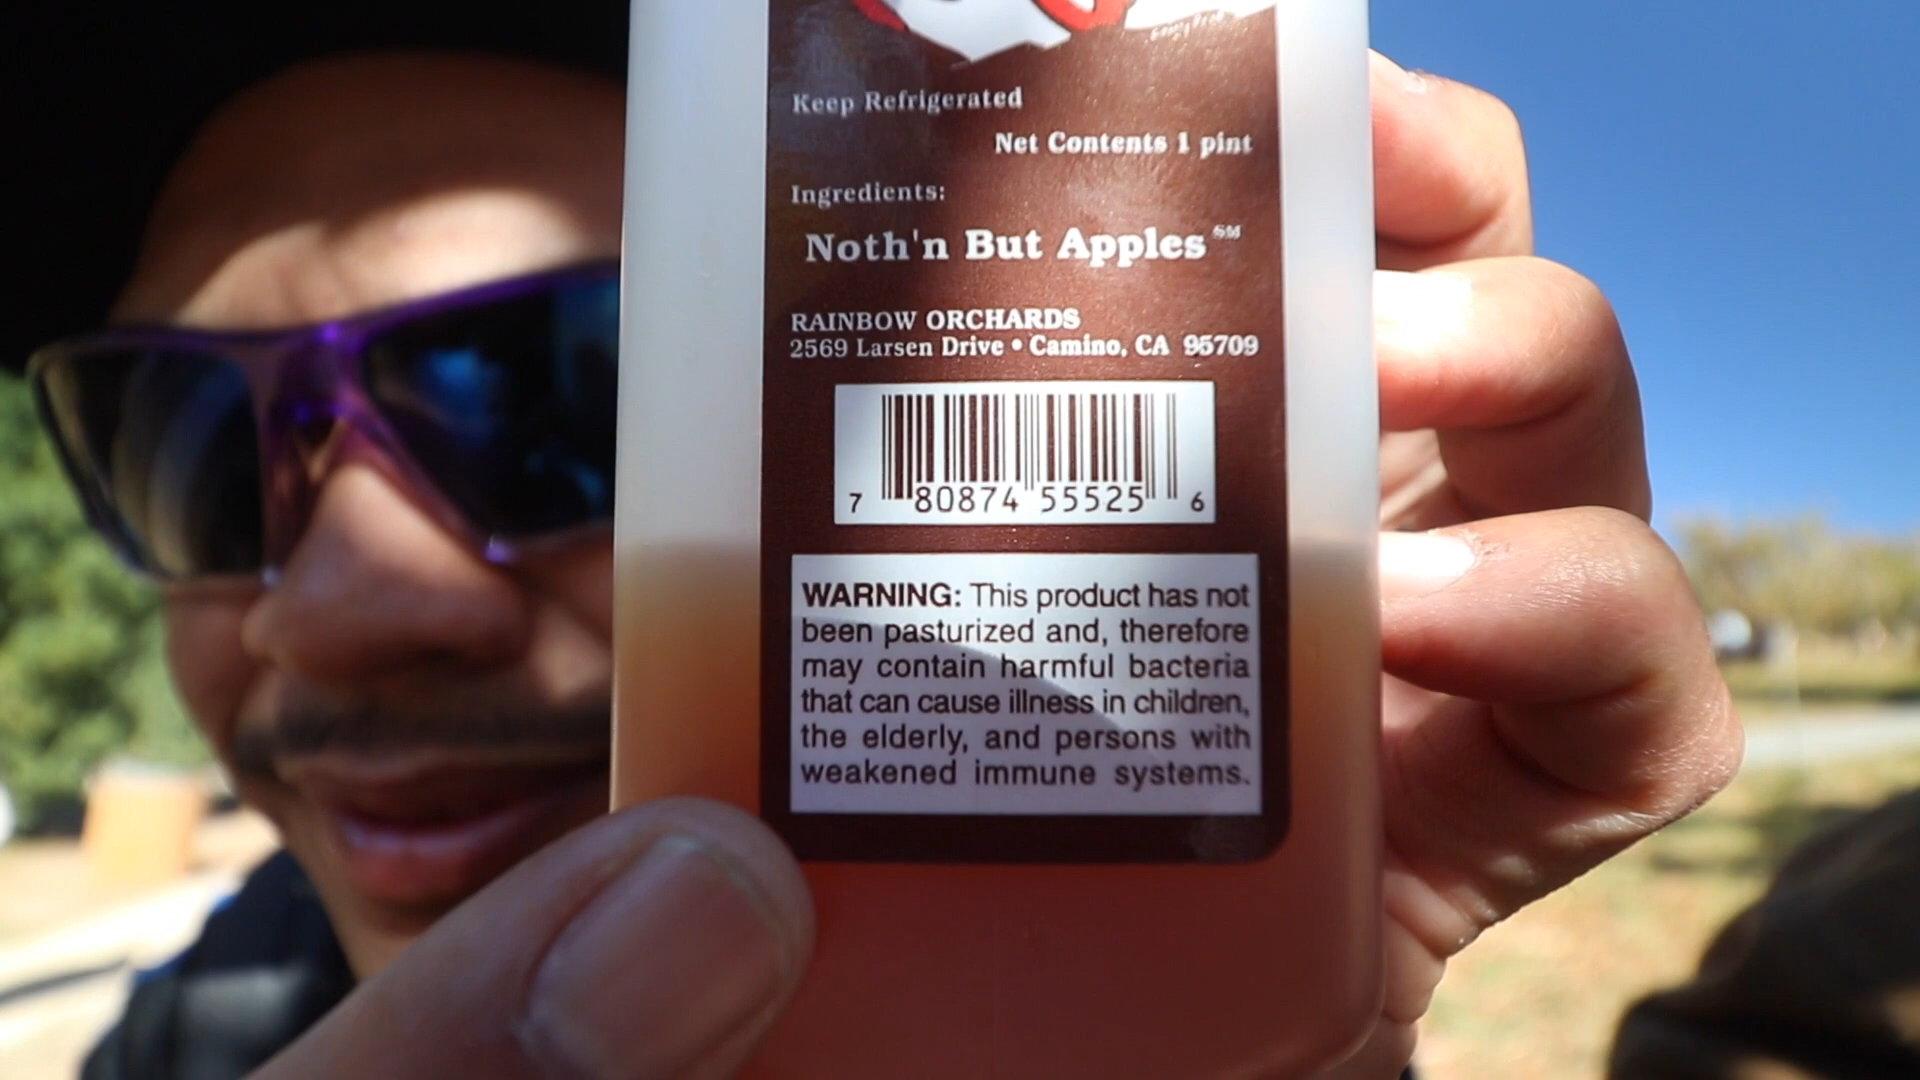 Keep Refrigerated
Net Contents 1 pint
Ingredients:
Noth'n But Apples SM
RAINBOW ORCHARDS
2569 Larsen Drive • Camino, CA 95709
7 80874 55525 6
WARNING: This product has not
been pasturized and, therefore
may contain harmful bacteria
that can cause illness in children,
the elderly, and persons with
weakened immune systems.